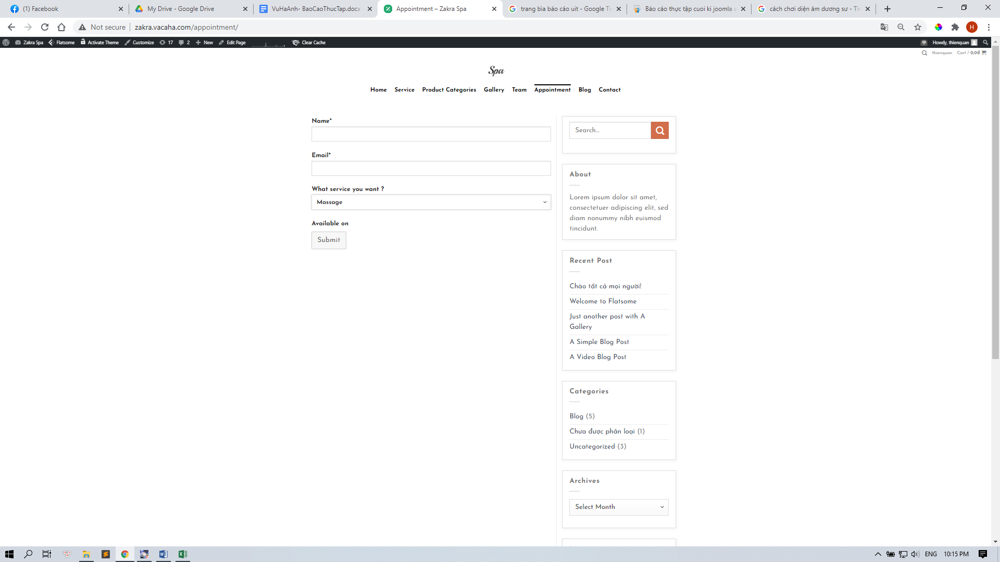 (1) Facebook
My Drive - Google Drive
VuHaAnh- BaoCaoThucTap.docx
Appointment – Zakra Spa
trang bìa báo cáo uit - Google Tì
Báo cáo thực tập cuoi ki joomla a
cách chơi diện âm dương sư - Tìr
Not secure
zakra.vacaha.com/appointment/
H
Zakra Spa
Flatsome
Activate Theme
Customize
17
2
New
Edit Page
Clear Cache
Howdy, thienquan
thienquan
Cart / 0,0₫
Spa
Home
Service
Product Categories
Gallery
Team
Appointment
Blog
Contact
Name*
Email*
What service you want ?
Massage
Available on
Submit
Search...
About
Lorem ipsum dolor sit amet,
consectetuer adipiscing elit, sed
diam nonummy nibh euismod
tincidunt.
Recent Post
Chào tất cả mọi người!
Welcome to Flatsome
Just another post with A
Gallery
A Simple Blog Post
A Video Blog Post
Categories
Blog (5)
Chưa được phân loại (1)
Uncategorized (3)
Archives
Select Month
ENG
10:15 PM